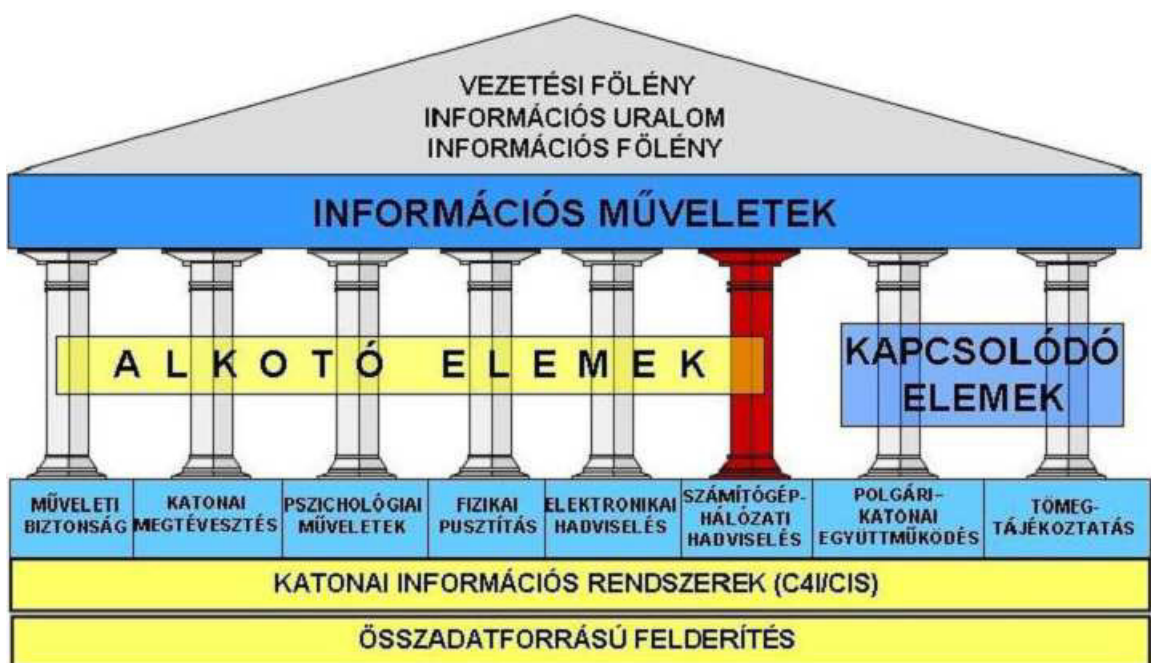 VEZETÉSI FÖLÉNY
INFORMÁCIÓS URALOM
INFORMÁCIÓS FÖLÉNY
INFORMÁCIÓS MŰVELETEK
ALKOTÓ ELEMEK
KAPCSOLÓDÓ
ELEMEK
MŰVELETI
BIZTONSÁG
KATONAI
MEGTÉVESZTÉS
PSZICHOLÓGIAI
MŰVELETEK
FIZIKAI
PUSZTÍTÁS
ELEKTRONIKAI
HADVISELÉS
SZÁMÍTÓGÉP-
HÁLÓZATI
HADVISELÉS
POLGÁRI-
KATONAI
EGYÜTTMŰKÖDÉS
TÖMEG-
TÁJÉKOZTATÁS
KATONAI INFORMÁCIÓS RENDSZEREK (C4I/CIS)
ÖSSZADATFORRÁSÚ FELDERÍTÉS